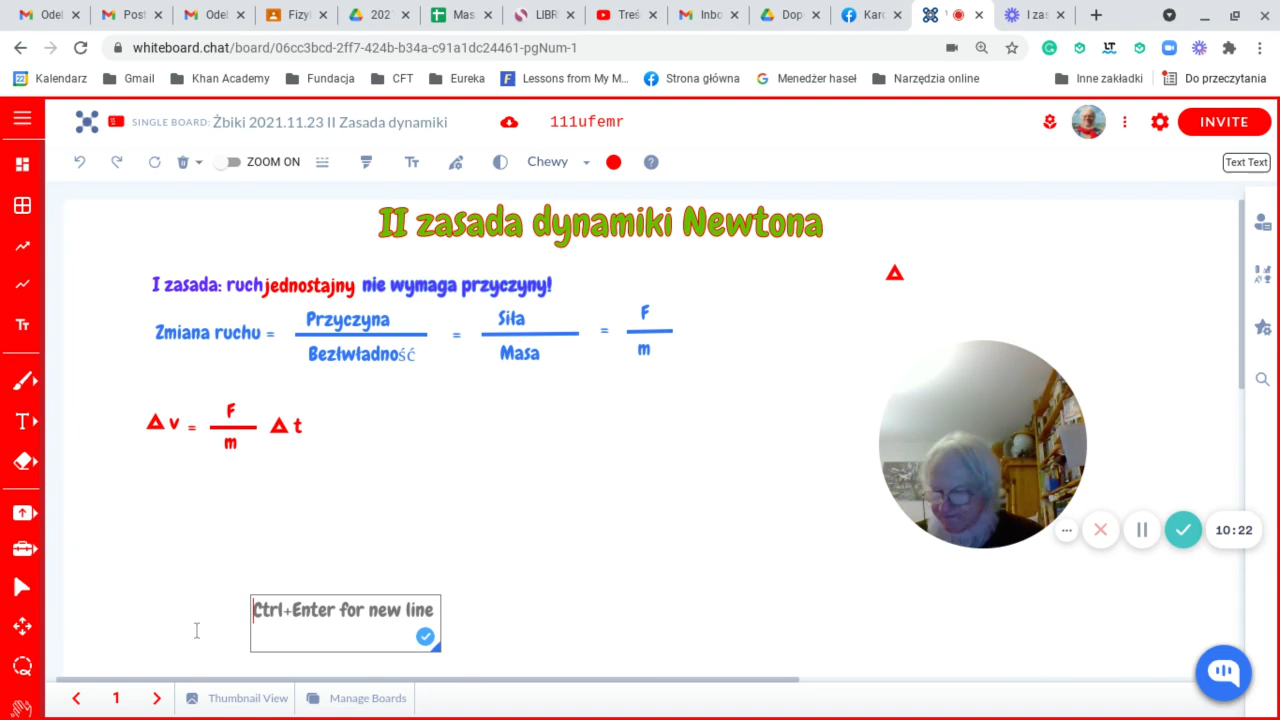 Odel
Post
Odel
Fizyl
202
Mas
LIBR
Treś
Inbo
Dop
Karc
I zas
whiteboard.chat/board/06cc3bcd-2ff7-424b-b34a-c91a1dc24461-pgNum-1
Kalendarz
Gmail
Khan Academy
Fundacja
CFT
Eureka
Lessons from My M...
Strona główna
Menedżer haseł
Narzędzia online
Inne zakładki
Do przeczytania
SINGLE BOARD: Żbiki 2021.11.23 II Zasada dynamiki
111ufemr
INVITE
ZOOM ON
Tт
Chewy
Text Text
II zasada dynamiki Newtona
I zasada: ruch jednostajny nie wymaga przyczyny!
Zmiana ruchu = Przyczyna / Bezłwładność = Siła / Masa = F / m
Δ
Δ v = F / m Δ t
10:22
Ctrl+Enter for new line
1
Thumbnail View
Manage Boards